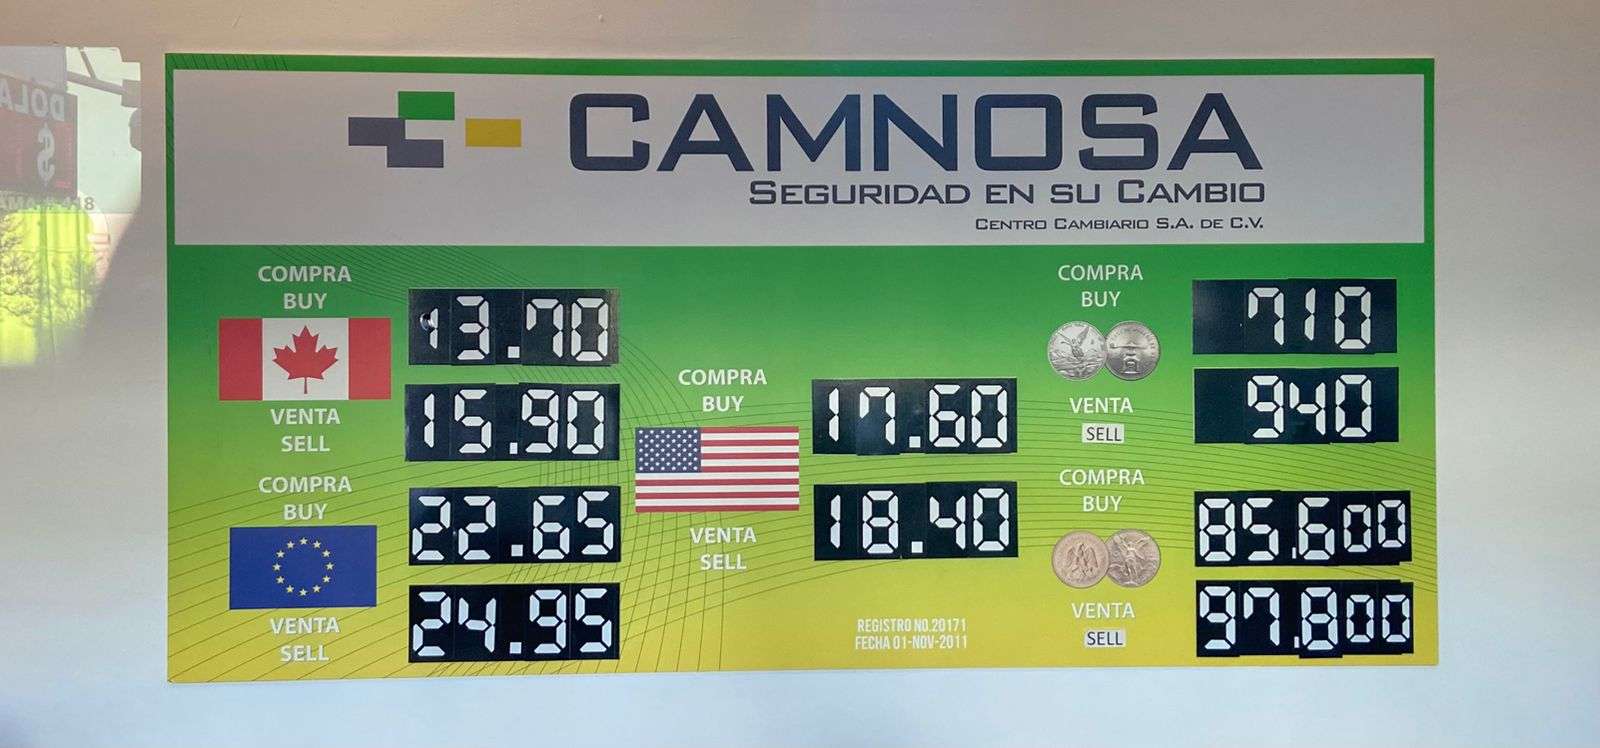 CAMNOSA
SEGURIDAD EN SU CAMBIO
CENTRO CAMBIARIO S.A. DE C.V.
COMPRA
BUY
13.70
VENTA
SELL
15.90
COMPRA
BUY
22.65
VENTA
SELL
24.95
COMPRA
BUY
17.60
VENTA
SELL
18.40
REGISTRO NO.20171
FECHA 01-NOV-2011
COMPRA
BUY
710
VENTA
SELL
940
COMPRA
BUY
85.600
VENTA
SELL
97.800